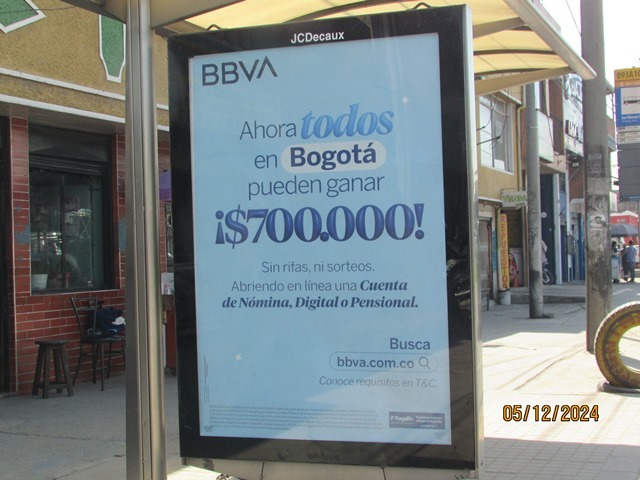 JCDecaux
BBVA
Ahora todos
en Bogotá
pueden ganar
¡$700.000!
Sin rifas, ni sorteos.
Abriendo en línea una Cuenta
de Nómina, Digital o Pensional.
Busca
bbva.com.co
Conoce requisitos en T&C.
05/12/2024